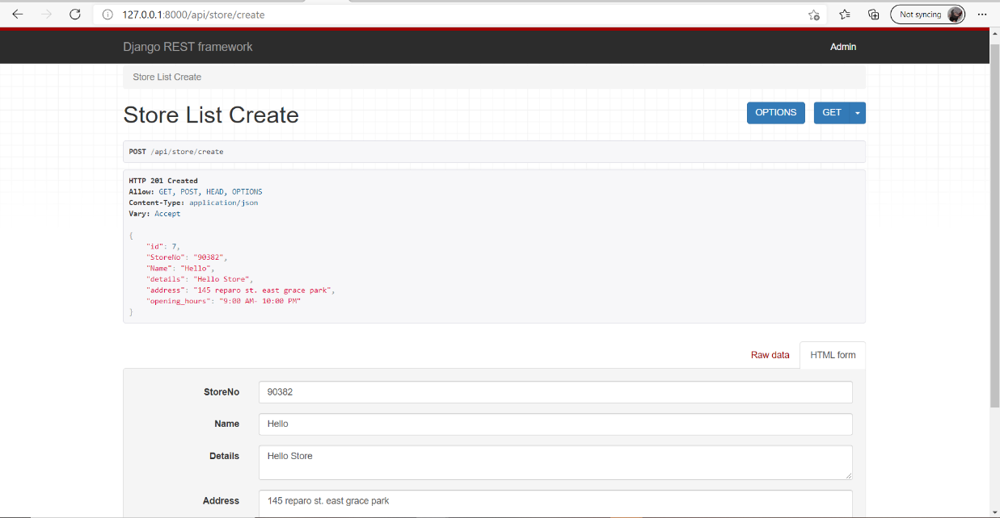 127.0.0.1:8000/api/store/create
Not syncing
Django REST framework
Admin
Store List Create
Store List Create
OPTIONS
GET
POST /api/store/create
HTTP 201 Created
Allow: GET, POST, HEAD, OPTIONS
Content-Type: application/json
Vary: Accept
{
"id": 7,
"StoreNo": "90382",
"Name": "Hello",
"details": "Hello Store",
"address": "145 reparo st. east grace park",
"opening_hours": "9:00 AM- 10:00 PM"
}
Raw data
HTML form
StoreNo
90382
Name
Hello
Details
Hello Store
Address
145 reparo st. east grace park